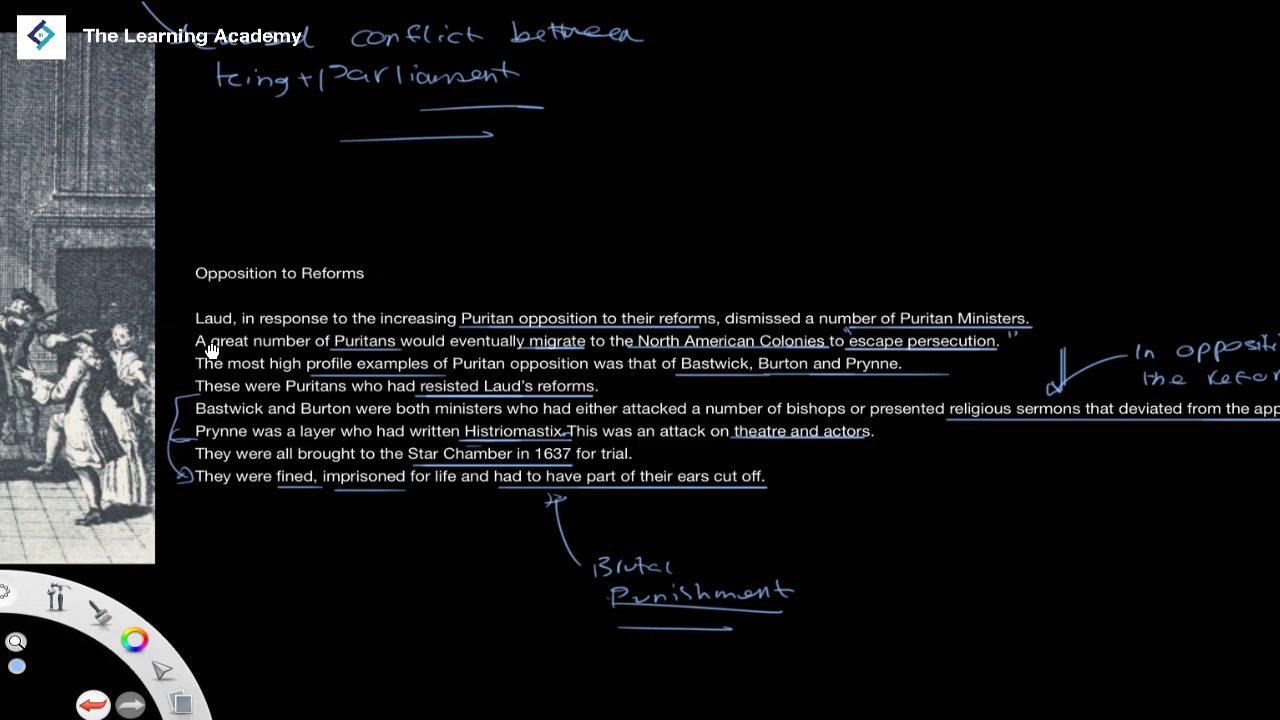 The Learning Academy
conflict between
king + parliament
Opposition to Reforms
Laud, in response to the increasing Puritan opposition to their reforms, dismissed a number of Puritan Ministers.
A great number of Puritans would eventually migrate to the North American Colonies to "escape persecution."
The most high profile examples of Puritan opposition was that of Bastwick, Burton and Prynne.
In opposit
the refor
These were Puritans who had resisted Laud's reforms.
Bastwick and Burton were both ministers who had either attacked a number of bishops or presented religious sermons that deviated from the app
Prynne was a layer who had written Histriomastix. This was an attack on theatre and actors.
They were all brought to the Star Chamber in 1637 for trial.
They were fined, imprisoned for life and had to have part of their ears cut off.
Brutal
Punishment